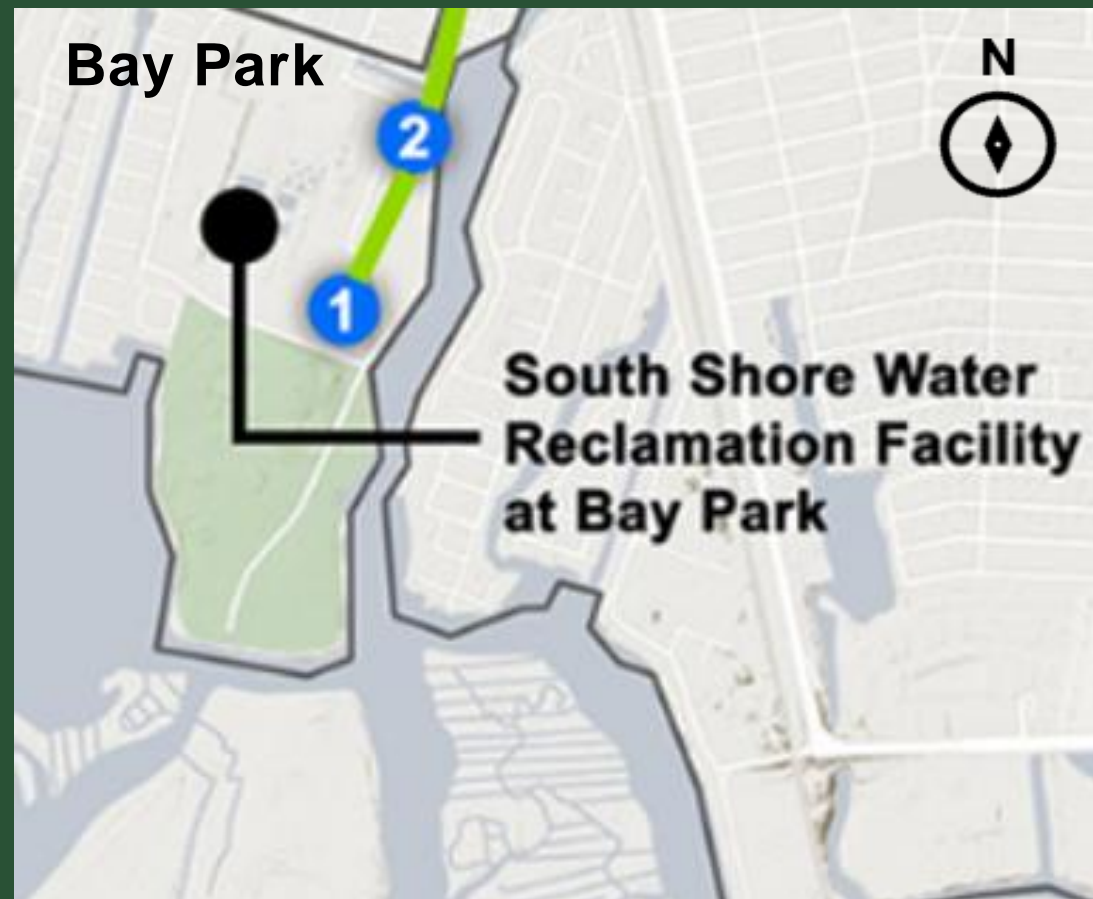 Bay Park
N
2
1
South Shore Water
Reclamation Facility
at Bay Park